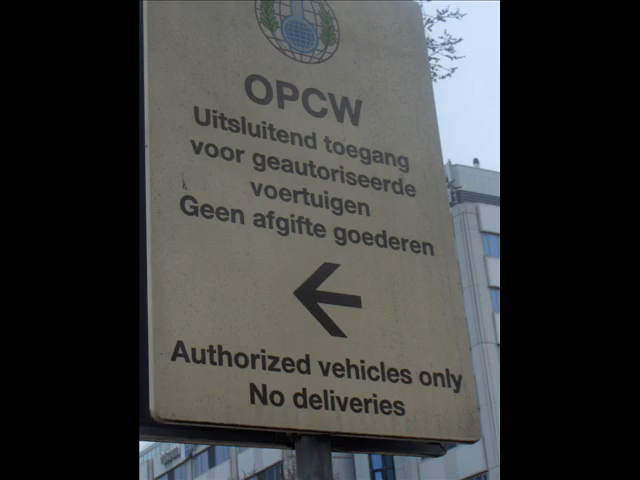 OPCW
Uitsluitend toegang
voor geautoriseerde
voertuigen
Geen afgifte goederen
Authorized vehicles only
No deliveries